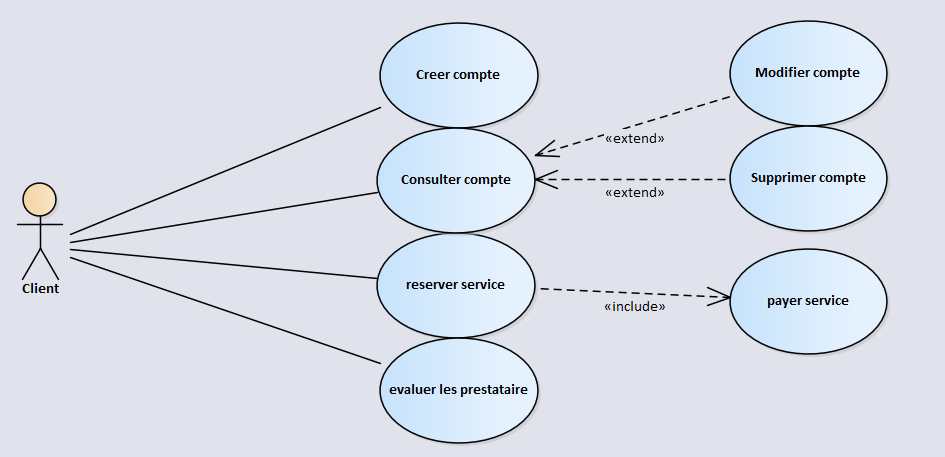 Creer compte
Modifier compte
«extend»
Consulter compte
Supprimer compte
«extend»
Client
reserver service
payer service
«include»
evaluer les prestataire